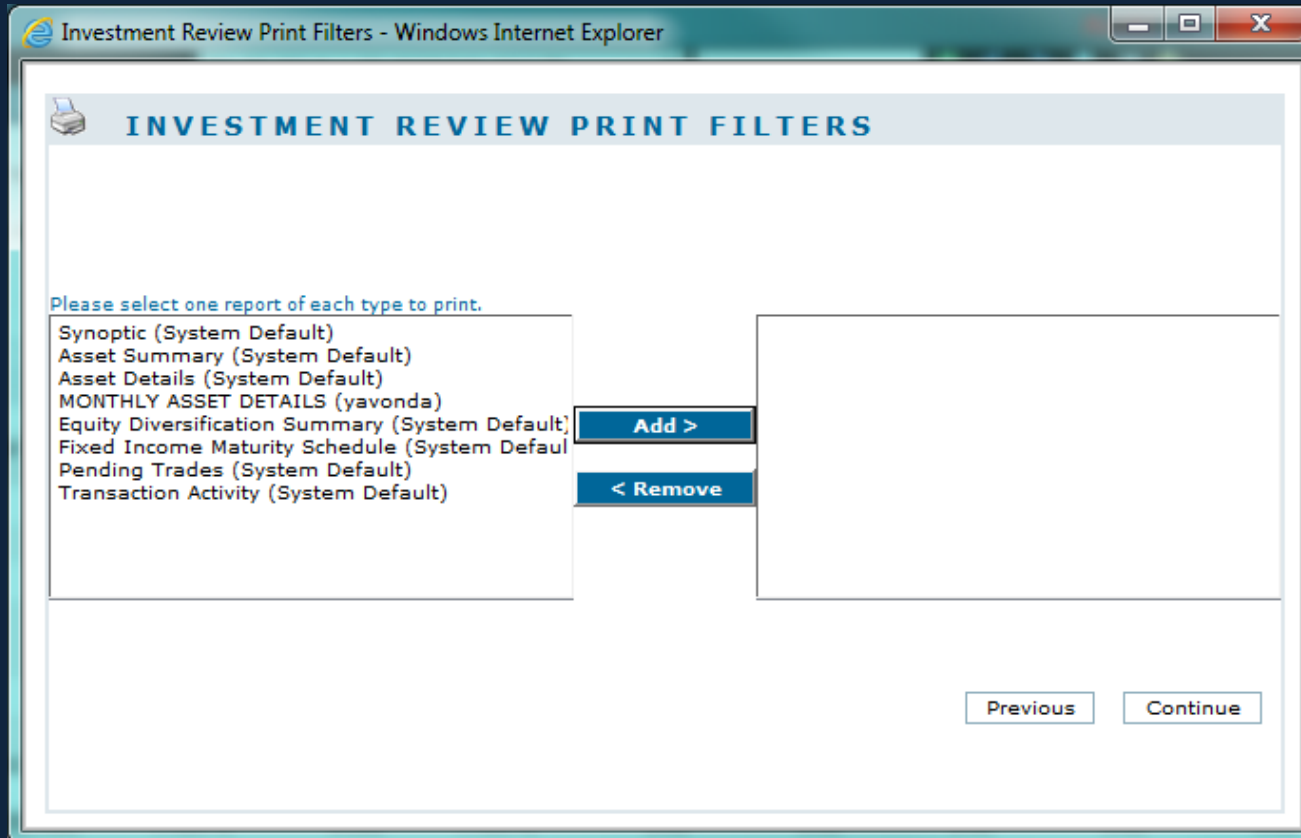 Investment Review Print Filters - Windows Internet Explorer
INVESTMENT REVIEW PRINT FILTERS
Please select one report of each type to print.
Synoptic (System Default)
Asset Summary (System Default)
Asset Details (System Default)
MONTHLY ASSET DETAILS (yavonda)
Equity Diversification Summary (System Default)
Fixed Income Maturity Schedule (System Defaul
Pending Trades (System Default)
Transaction Activity (System Default)
Add >
< Remove
Previous
Continue